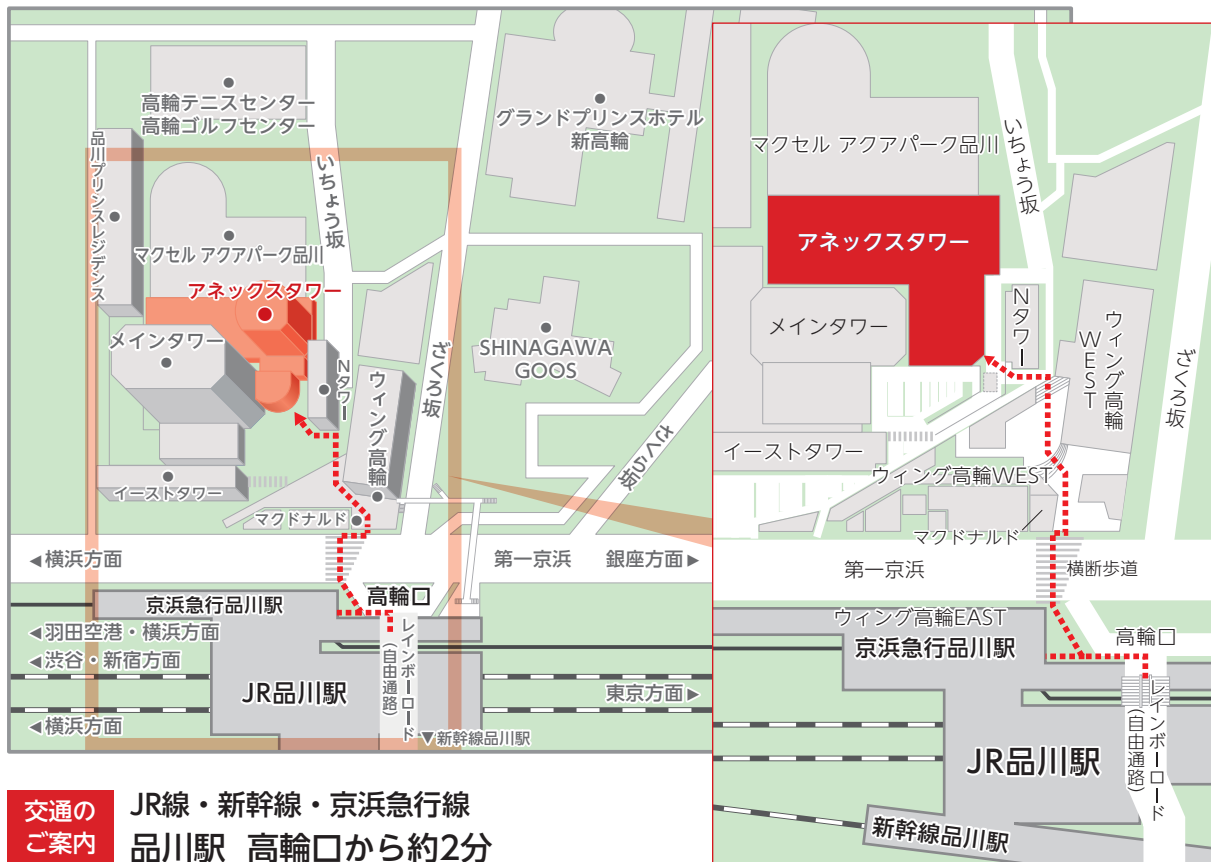 高輪テニスセンター
高輪ゴルフセンター
グランドプリンスホテル
新高輪
品川プリンスレジデンス
いちょう坂
マクセル アクアパーク品川
アネックスタワー
メインタワー
Nタワー
ウィング高輪
ざくろ坂
SHINAGAWA
GOOS
さくら坂
イーストタワー
マクドナルド
◀横浜方面
第一京浜
銀座方面▶
高輪口
京浜急行品川駅
◀羽田空港・横浜方面
◀渋谷・新宿方面
JR品川駅
レインボーロード
(自由通路)
東京方面▶
◀横浜方面
▼新幹線品川駅
マクセル アクアパーク品川
いちょう坂
アネックスタワー
メインタワー
Nタワー
ウィング高輪
WEST
ざくろ坂
イーストタワー
ウィング高輪WEST
マクドナルド
第一京浜
横断歩道
ウィング高輪EAST
京浜急行品川駅
高輪口
JR品川駅
レインボーロード
(自由通路)
新幹線品川駅
交通の
ご案内
JR線・新幹線・京浜急行線
品川駅 高輪口から約2分